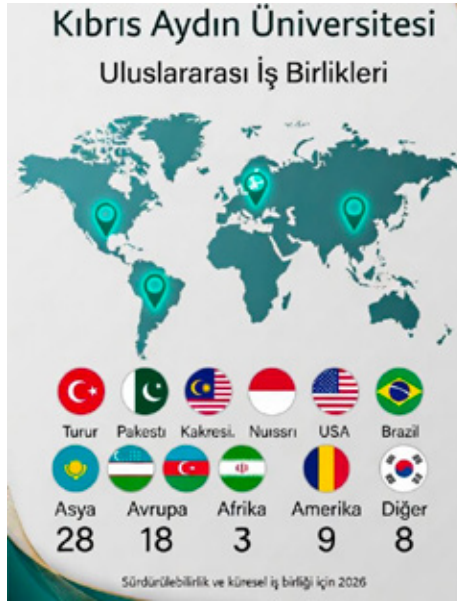 Kıbrıs Aydın Üniversitesi
Uluslararası İş Birlikleri
Turur Pakestı Kakresi. Nuıssrı USA Brazil
Asya Avrupa Afrika Amerika Diğer
28 18 3 9 8
Sürdürülebilirlik ve küresel iş birliği için 2026